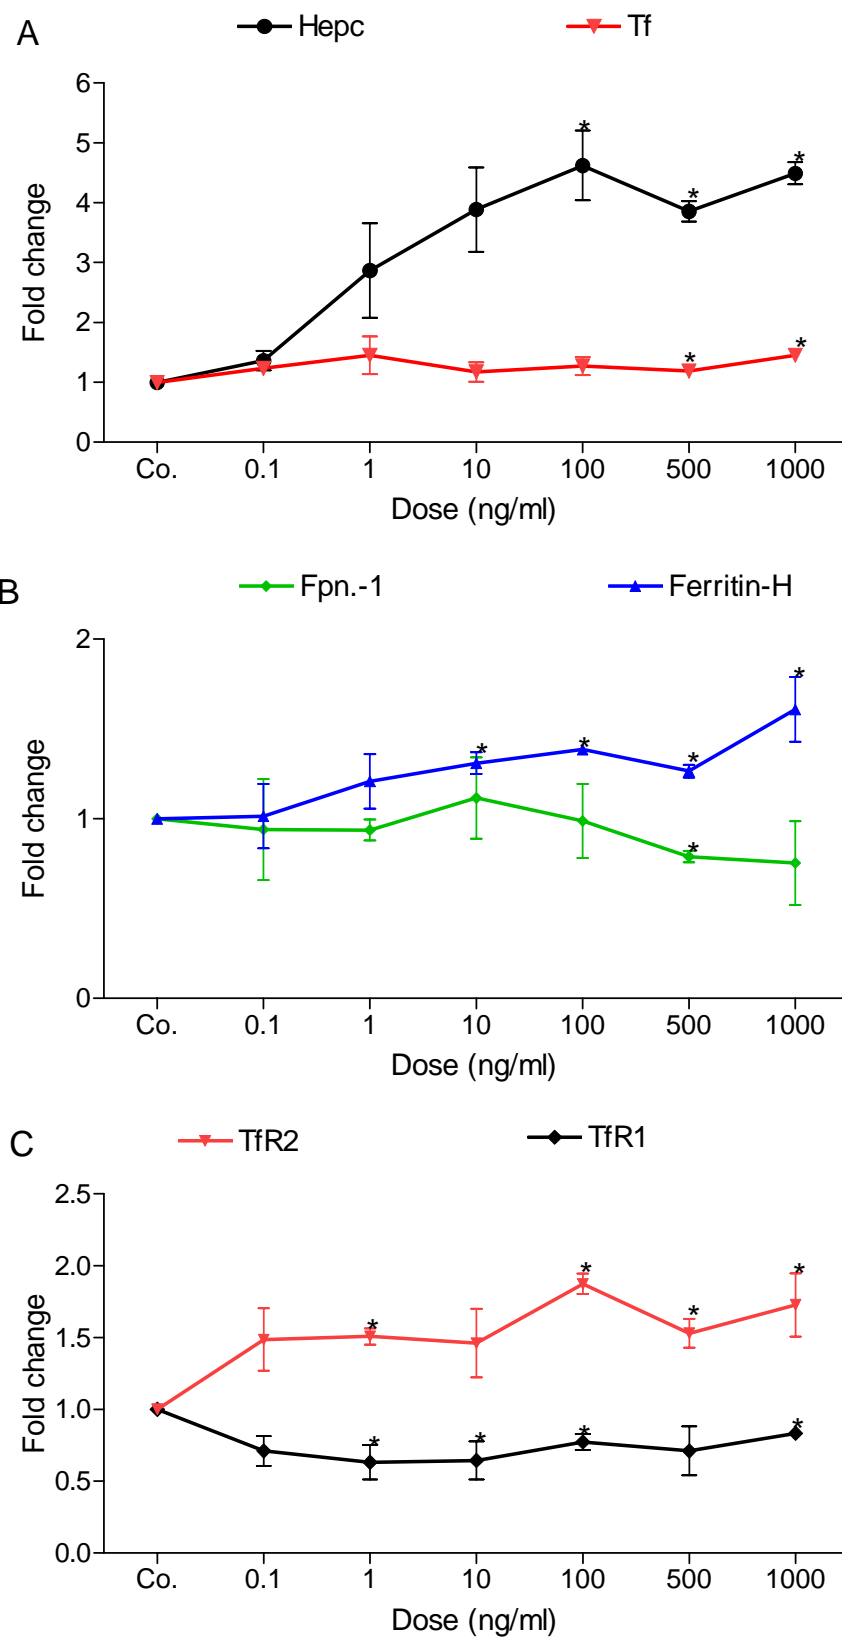 A
Hepc Tf
6
5
4
3
2
1
0
Fold change
* * *
* *
Co. 0.1 1 10 100 500 1000
Dose (ng/ml)
B
Fpn.-1 Ferritin-H
2
1
0
Fold change
* * * *
*
Co. 0.1 1 10 100 500 1000
Dose (ng/ml)
C
TfR2 TfR1
2.5
2.0
1.5
1.0
0.5
0.0
Fold change
* * * *
* * * *
Co. 0.1 1 10 100 500 1000
Dose (ng/ml)